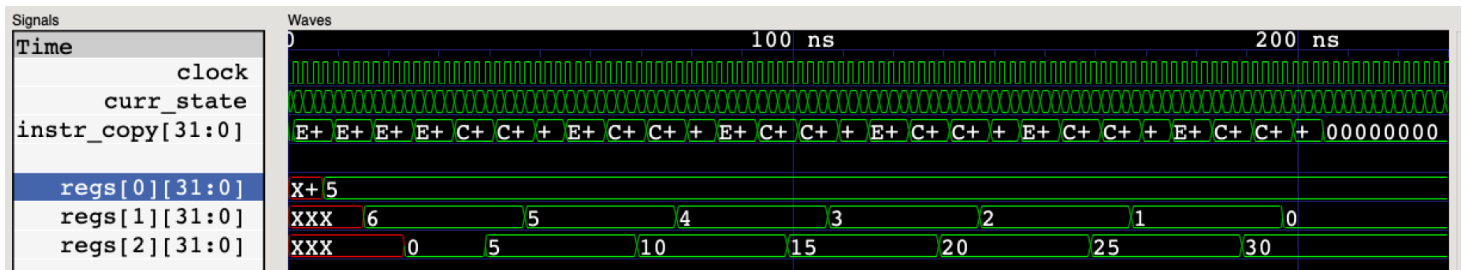 Signals Waves
Time 0 100 ns 200 ns
clock
curr_state
instr_copy[31:0] E+ E+ E+ E+ C+ C+ + E+ C+ C+ + E+ C+ C+ + E+ C+ C+ + E+ C+ C+ + E+ C+ C+ + 00000000
regs[0][31:0] X+ 5
regs[1][31:0] XXX 6 5 4 3 2 1 0
regs[2][31:0] XXX 0 5 10 15 20 25 30